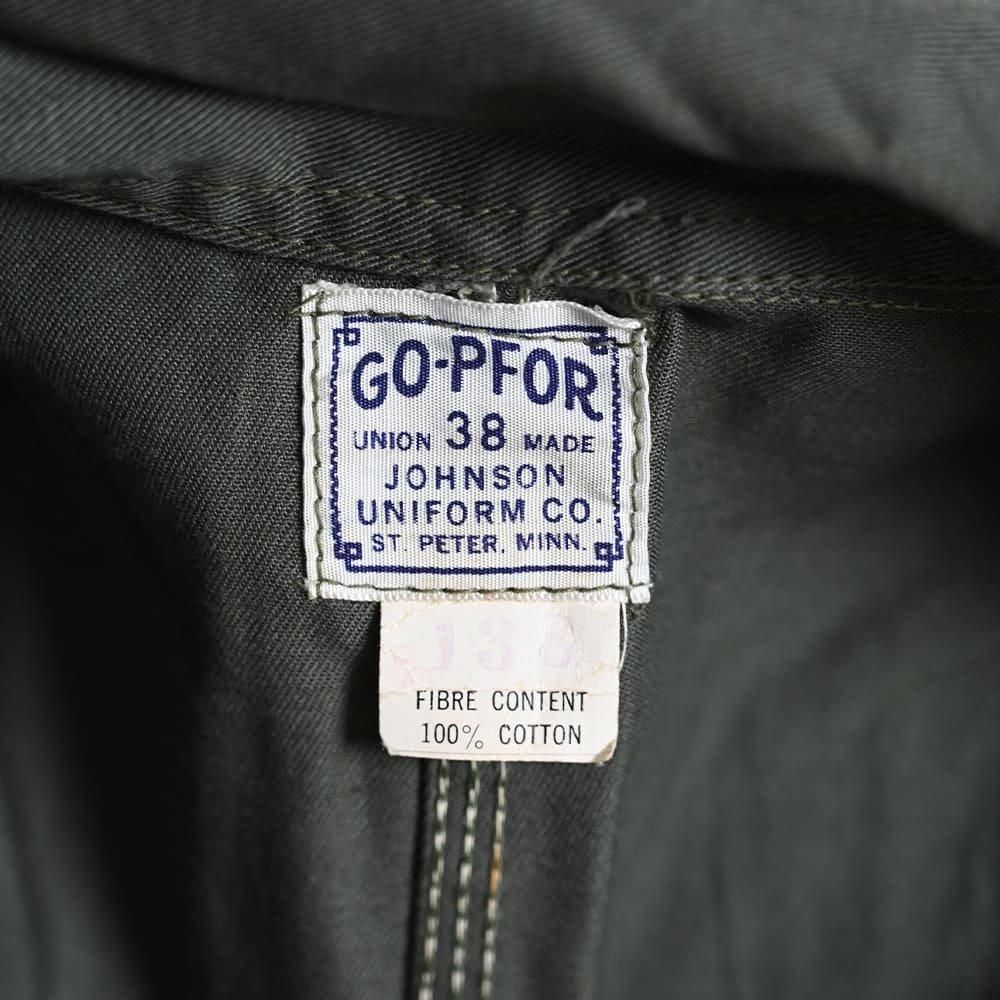 GO-PFOR
UNION 38 MADE
JOHNSON
UNIFORM CO.
ST. PETER, MINN.
FIBRE CONTENT
100% COTTON